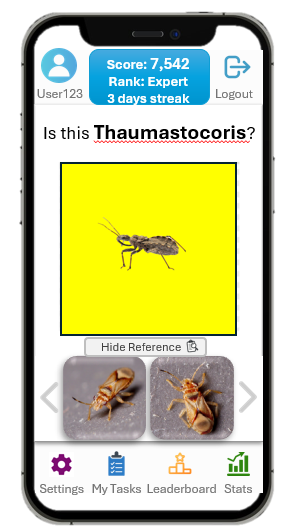 Score: 7,542
Rank: Expert
3 days streak
User123
Logout
Is this Thaumastocoris?
Hide Reference
Settings My Tasks Leaderboard Stats